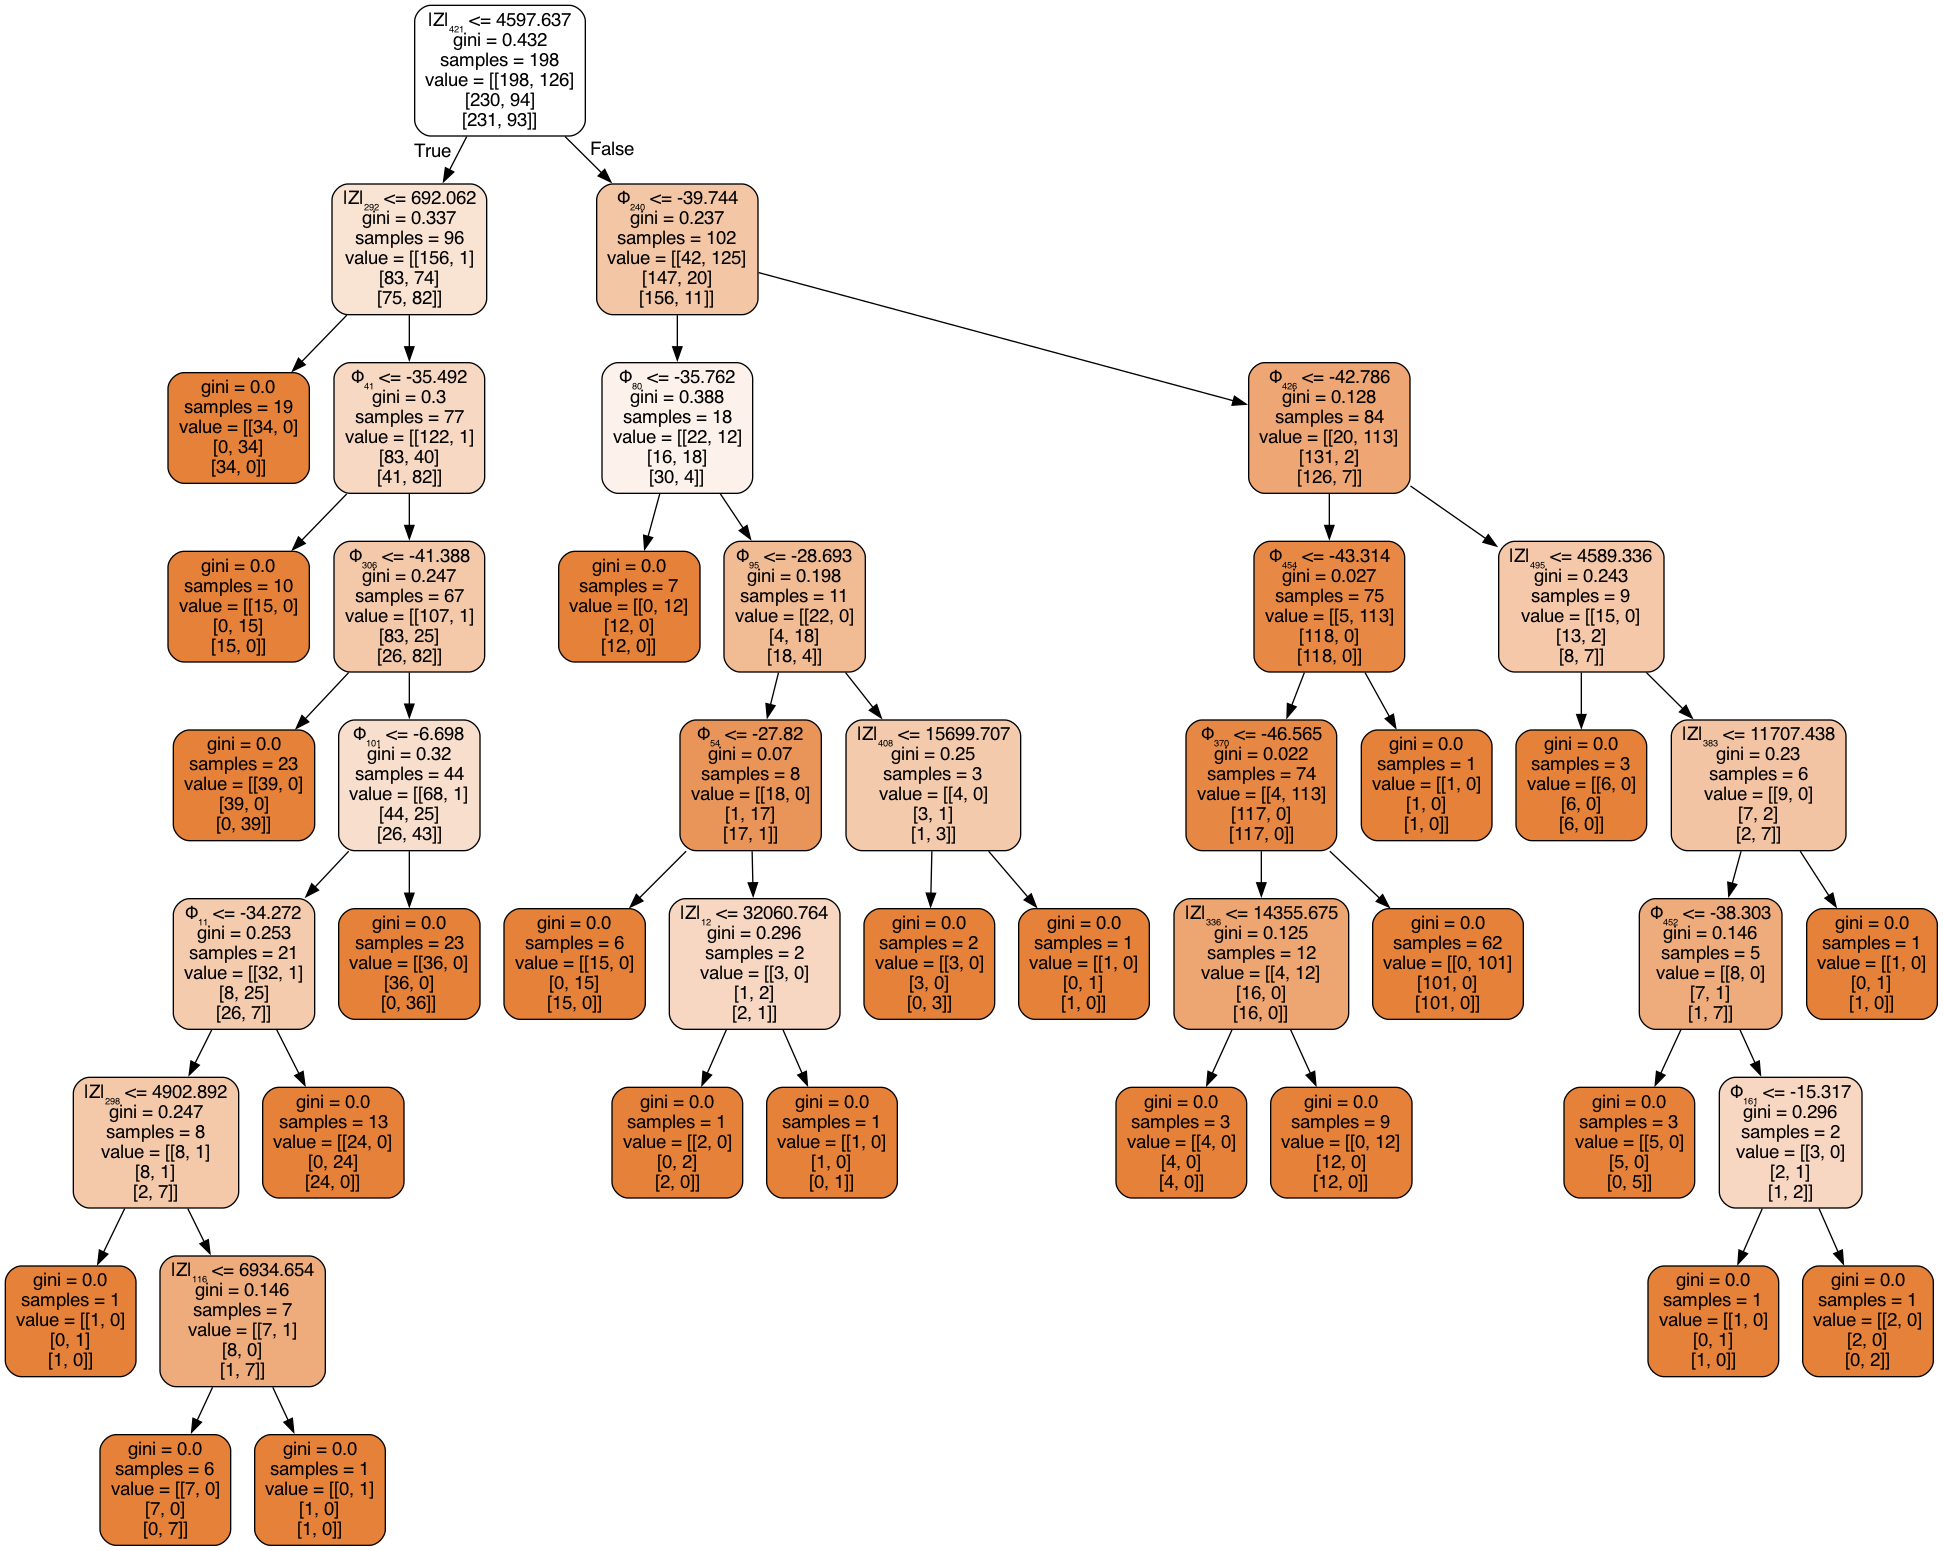 |Z|₄₂₁ <= 4597.637
gini = 0.432
samples = 198
value = [[198, 126]
[230, 94]
[231, 93]]
True
False
|Z|₂₉₂ <= 692.062
gini = 0.337
samples = 96
value = [[156, 1]
[83, 74]
[75, 82]]
Φ₂₄₀ <= -39.744
gini = 0.237
samples = 102
value = [[42, 125]
[147, 20]
[156, 11]]
gini = 0.0
samples = 19
value = [[34, 0]
[0, 34]
[34, 0]]
Φ₄₁ <= -35.492
gini = 0.3
samples = 77
value = [[122, 1]
[83, 40]
[41, 82]]
Φ₈₀ <= -35.762
gini = 0.388
samples = 18
value = [[22, 12]
[16, 18]
[30, 4]]
Φ₄₂₆ <= -42.786
gini = 0.128
samples = 84
value = [[20, 113]
[131, 2]
[126, 7]]
gini = 0.0
samples = 10
value = [[15, 0]
[0, 15]
[15, 0]]
Φ₃₀₆ <= -41.388
gini = 0.247
samples = 67
value = [[107, 1]
[83, 25]
[26, 82]]
gini = 0.0
samples = 7
value = [[0, 12]
[12, 0]
[12, 0]]
Φ₉₅ <= -28.693
gini = 0.198
samples = 11
value = [[22, 0]
[4, 18]
[18, 4]]
Φ₄₅₄ <= -43.314
gini = 0.027
samples = 75
value = [[5, 113]
[118, 0]
[118, 0]]
|Z|₄₉₅ <= 4589.336
gini = 0.243
samples = 9
value = [[15, 0]
[13, 2]
[8, 7]]
gini = 0.0
samples = 23
value = [[39, 0]
[39, 0]
[0, 39]]
Φ₁₀₁ <= -6.698
gini = 0.32
samples = 44
value = [[68, 1]
[44, 25]
[26, 43]]
Φ₅₄ <= -27.82
gini = 0.07
samples = 8
value = [[18, 0]
[1, 17]
[17, 1]]
|Z|₄₀₈ <= 15699.707
gini = 0.25
samples = 3
value = [[4, 0]
[3, 1]
[1, 3]]
Φ₃₇₀ <= -46.565
gini = 0.022
samples = 74
value = [[4, 113]
[117, 0]
[117, 0]]
gini = 0.0
samples = 1
value = [[1, 0]
[1, 0]
[1, 0]]
gini = 0.0
samples = 3
value = [[6, 0]
[6, 0]
[6, 0]]
|Z|₃₈₃ <= 11707.438
gini = 0.23
samples = 6
value = [[9, 0]
[7, 2]
[2, 7]]
Φ₁₁ <= -34.272
gini = 0.253
samples = 21
value = [[32, 1]
[8, 25]
[26, 7]]
gini = 0.0
samples = 23
value = [[36, 0]
[36, 0]
[0, 36]]
gini = 0.0
samples = 6
value = [[15, 0]
[0, 15]
[15, 0]]
|Z|₁₂ <= 32060.764
gini = 0.296
samples = 2
value = [[3, 0]
[1, 2]
[2, 1]]
gini = 0.0
samples = 2
value = [[3, 0]
[3, 0]
[0, 3]]
gini = 0.0
samples = 1
value = [[1, 0]
[0, 1]
[1, 0]]
|Z|₃₃₆ <= 14355.675
gini = 0.125
samples = 12
value = [[4, 12]
[16, 0]
[16, 0]]
gini = 0.0
samples = 62
value = [[0, 101]
[101, 0]
[101, 0]]
Φ₄₅₂ <= -38.303
gini = 0.146
samples = 5
value = [[8, 0]
[7, 1]
[1, 7]]
gini = 0.0
samples = 1
value = [[1, 0]
[0, 1]
[1, 0]]
|Z|₂₉₈ <= 4902.892
gini = 0.247
samples = 8
value = [[8, 1]
[8, 1]
[2, 7]]
gini = 0.0
samples = 13
value = [[24, 0]
[0, 24]
[24, 0]]
gini = 0.0
samples = 1
value = [[2, 0]
[0, 2]
[2, 0]]
gini = 0.0
samples = 1
value = [[1, 0]
[1, 0]
[0, 1]]
gini = 0.0
samples = 3
value = [[4, 0]
[4, 0]
[4, 0]]
gini = 0.0
samples = 9
value = [[0, 12]
[12, 0]
[12, 0]]
gini = 0.0
samples = 3
value = [[5, 0]
[5, 0]
[0, 5]]
Φ₁₆₁ <= -15.317
gini = 0.296
samples = 2
value = [[3, 0]
[2, 1]
[1, 2]]
gini = 0.0
samples = 1
value = [[1, 0]
[0, 1]
[1, 0]]
|Z|₁₁₆ <= 6934.654
gini = 0.146
samples = 7
value = [[7, 1]
[8, 0]
[1, 7]]
gini = 0.0
samples = 1
value = [[1, 0]
[0, 1]
[1, 0]]
gini = 0.0
samples = 1
value = [[2, 0]
[2, 0]
[0, 2]]
gini = 0.0
samples = 6
value = [[7, 0]
[7, 0]
[0, 7]]
gini = 0.0
samples = 1
value = [[0, 1]
[1, 0]
[1, 0]]